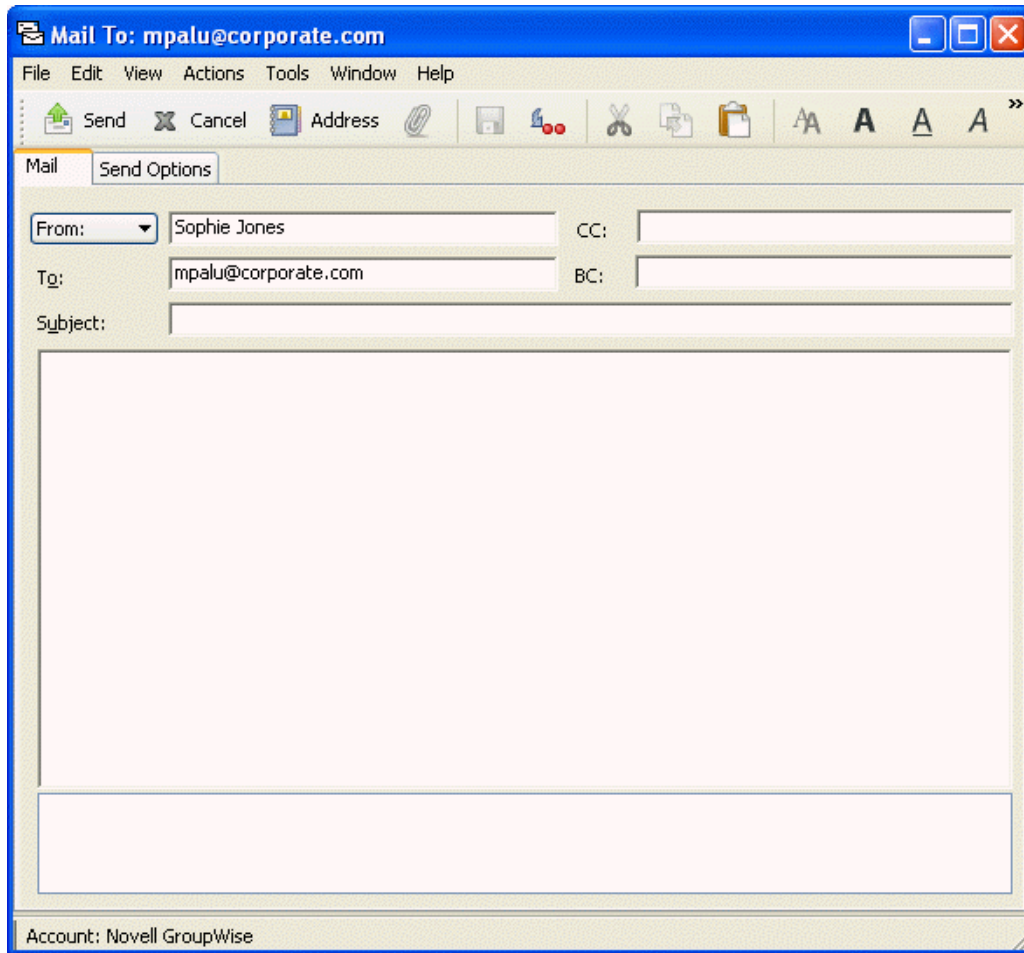 Mail To: mpalu@corporate.com
File Edit View Actions Tools Window Help
Send Cancel Address A A A A A »
Mail Send Options
From: Sophie Jones CC:
To: mpalu@corporate.com BC:
Subject:
Account: Novell GroupWise